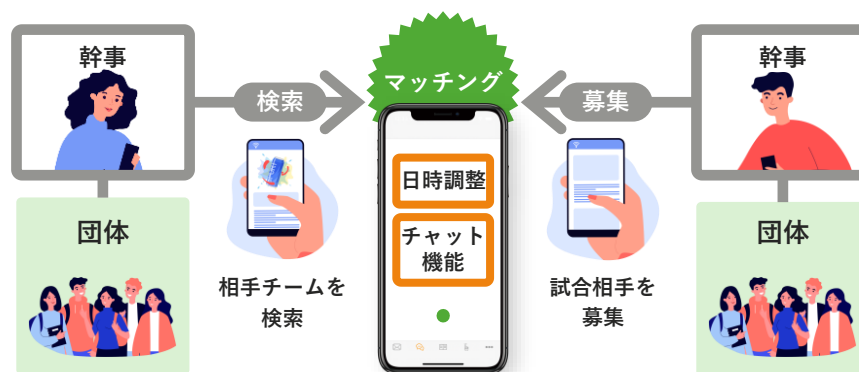 幹事
検索
マッチング
募集
幹事
日時調整
チャット
機能
団体
相手チームを
検索
試合相手を
募集
団体